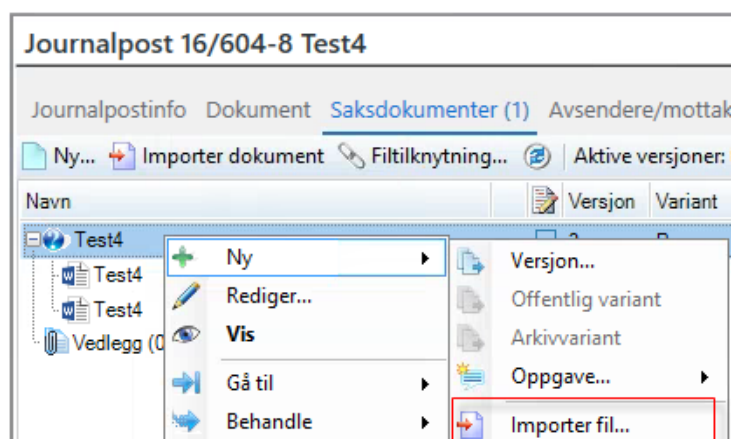 Journalpost 16/604-8 Test4
Journalpostinfo Dokument Saksdokumenter (1) Avsendere/mottak
Ny... Importer dokument Filtilknytning... Aktive versjoner:
Navn Versjon Variant
Test4
Test4
Test4
Vedlegg (0
Ny
Rediger...
Vis
Gå til
Behandle
Versjon...
Offentlig variant
Arkivvariant
Oppgave...
Importer fil...